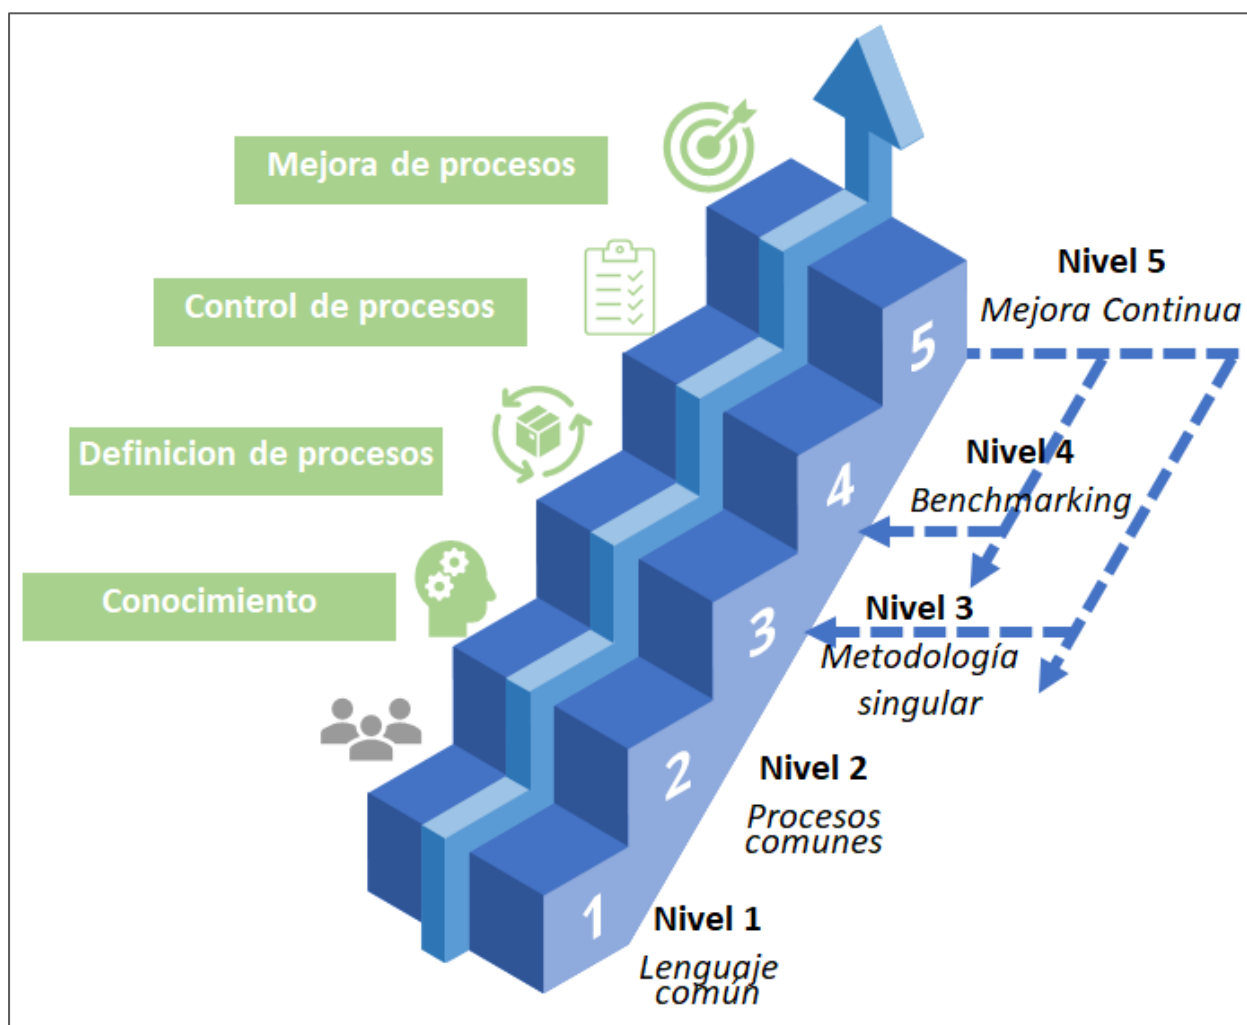 Mejora de procesos
Control de procesos
Definicion de procesos
Conocimiento
Nivel 5
Mejora Continua
5
Nivel 4
Benchmarking
4
Nivel 3
Metodología
singular
3
Nivel 2
Procesos
comunes
2
Nivel 1
Lenguaje
común
1